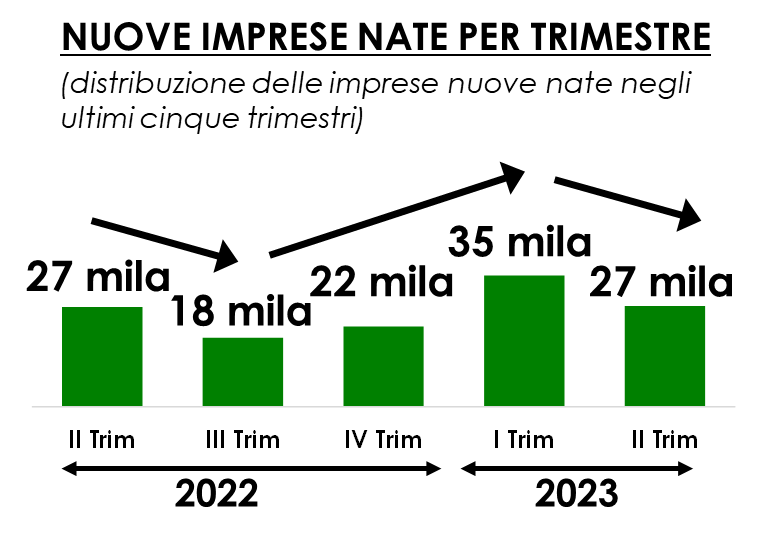 NUOVE IMPRESE NATE PER TRIMESTRE
(distribuzione delle imprese nuove nate negli
ultimi cinque trimestri)
27 mila
18 mila
22 mila
35 mila
27 mila
II Trim
III Trim
IV Trim
I Trim
II Trim
2022
2023